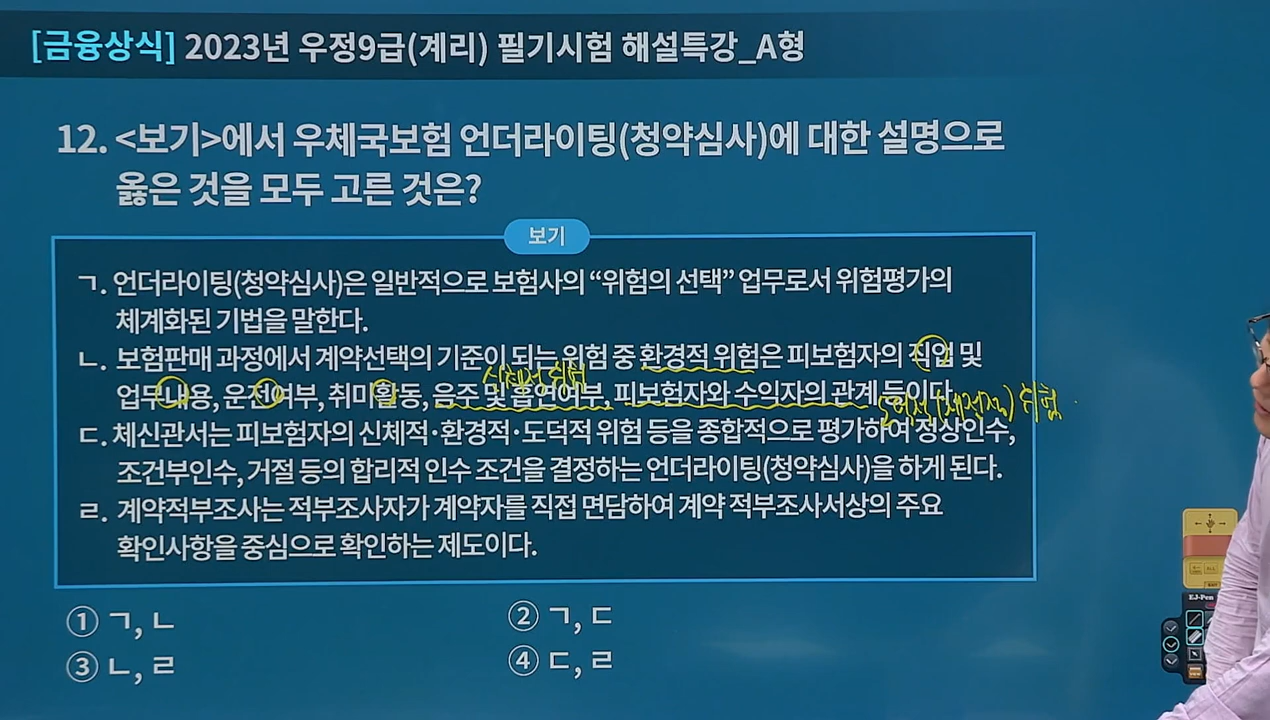 [금융상식] 2023년 우정9급(계리) 필기시험 해설특강_A형
12. <보기>에서 우체국보험 언더라이팅(청약심사)에 대한 설명으로
옳은 것을 모두 고른 것은?
보기
ㄱ. 언더라이팅(청약심사)은 일반적으로 보험사의 “위험의 선택” 업무로서 위험평가의
체계화된 기법을 말한다.
ㄴ. 보험판매 과정에서 계약선택의 기준이 되는 위험 중 환경적 위험은 피보험자의 직업 및
신체적 위험
업무내용, 운전여부, 취미활동, 음주 및 흡연여부, 피보험자와 수익자의 관계 등이다.
도덕적(재정적) 위험
ㄷ. 체신관서는 피보험자의 신체적·환경적·도덕적 위험 등을 종합적으로 평가하여 정상인수,
조건부인수, 거절 등의 합리적 인수 조건을 결정하는 언더라이팅(청약심사)을 하게 된다.
ㄹ. 계약적부조사는 적부조사자가 계약자를 직접 면담하여 계약 적부조사서상의 주요
확인사항을 중심으로 확인하는 제도이다.
① ㄱ, ㄴ ② ㄱ, ㄷ
③ ㄴ, ㄹ ④ ㄷ, ㄹ
EJ-Pen